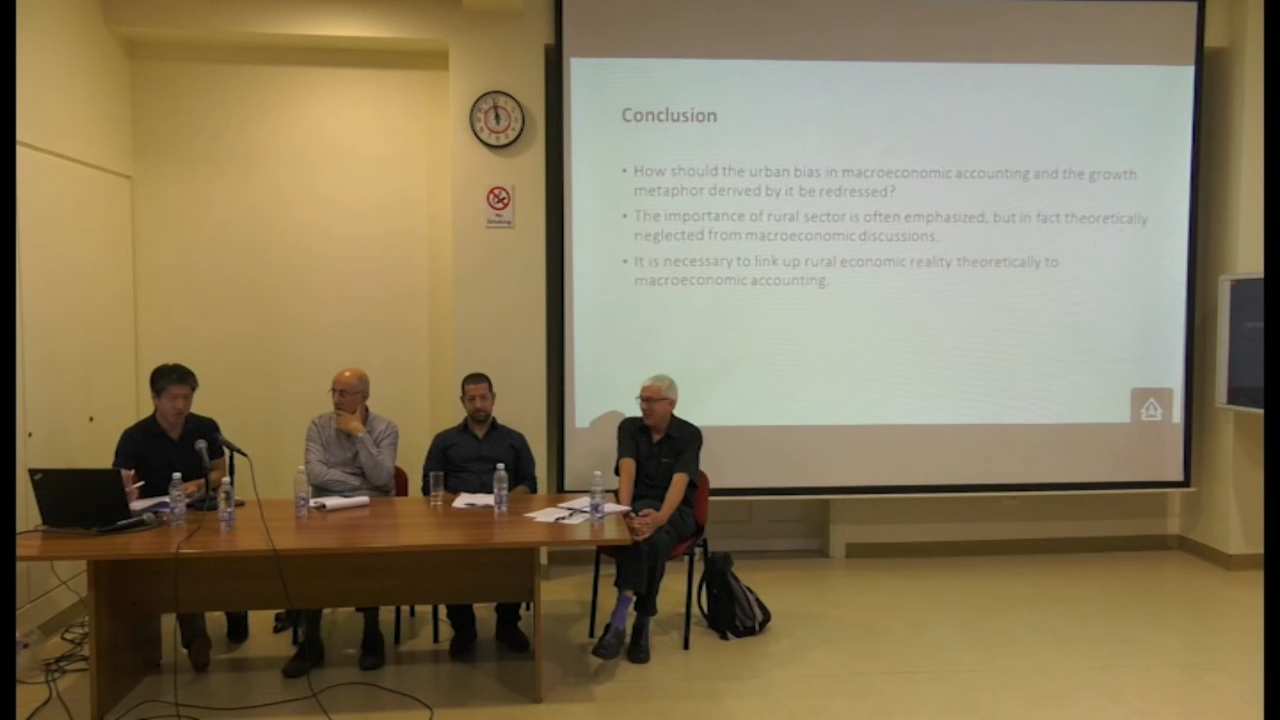 Conclusion
• How should the urban bias in macroeconomic accounting and the growth
metaphor derived by it be redressed?
• The importance of rural sector is often emphasized, but in fact theoretically
neglected from macroeconomic discussions.
• It is necessary to link up rural economic reality theoretically to
macroeconomic accounting.
No
Smoking